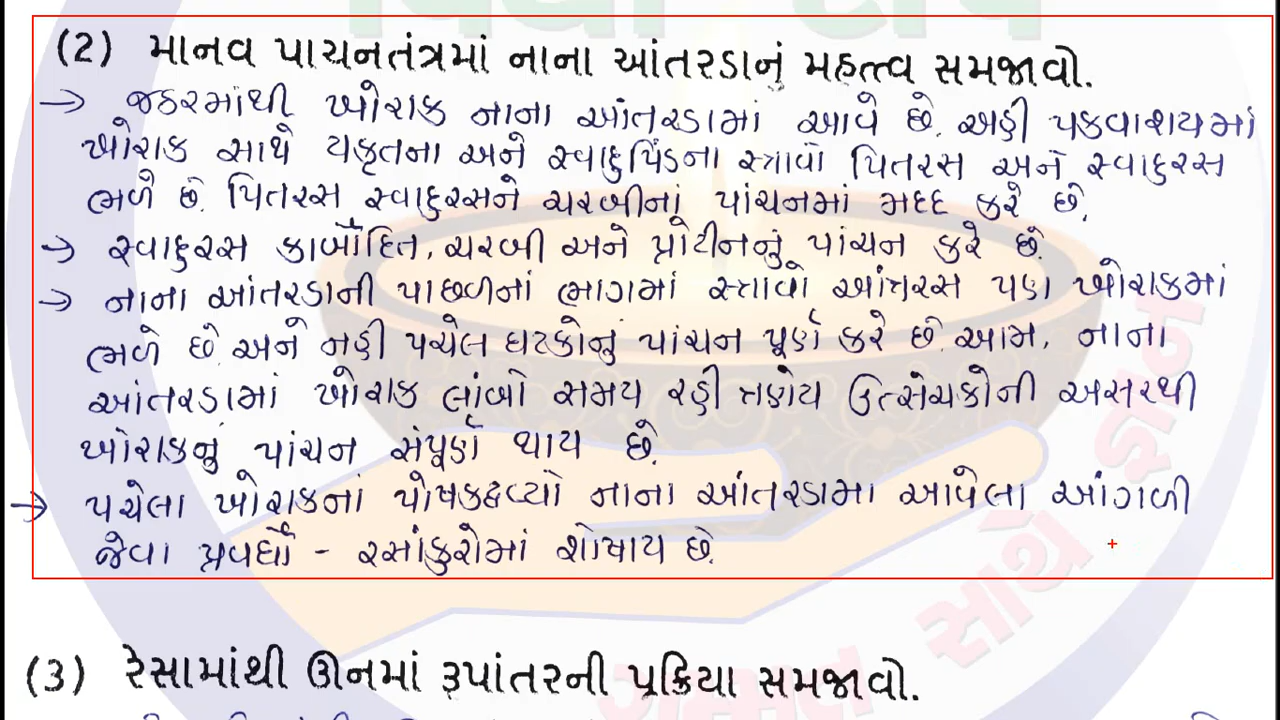 (2) માનવ પાચનતંત્રમાં નાના આંતરડાનું મહત્ત્વ સમજાવો.
→ જઠરમાંથી ખોરાક નાના આંતરડામાં આવે છે. અહી પકવાશયમાં
ખોરાક સાથે યકૃતના અને સ્વાદુપિંડના સ્ત્રાવો પિતરસ અને સ્વાદુરસ
ભળે છે. પિતરસ સ્વાદુરસને ચરબીનાં પાંચનમાં મદદ કરે છે.
→ સ્વાદુરસ કાર્બોદિત, ચરબી અને પ્રોટીનનું પાંચન કરે છે.
→ નાના આંતરડાની પાછળનાં ભાગમાં સ્ત્રાવો આંત્રરસ પણ ખોરાકમાં
ભળે છે અને નહી પચેલ ઘટકોનું પાંચન પૂર્ણ કરે છે. આમ, નાના
આંતરડામાં ખોરાક લાંબો સમય રહી ત્રણેય ઉત્સેચકોની અસરથી
ખોરાકનું પાંચન સંપૂર્ણ થાય છે.
→ પચેલા ખોરાકનાં પોષકદ્રવ્યો નાના આંતરડામા આવેલા આંગળી
જેવા પ્રવર્ધો - રસાંકુરોમાં શોષાય છે.
(3) રેસામાંથી ઊનમાં રૂપાંતરની પ્રક્રિયા સમજાવો.